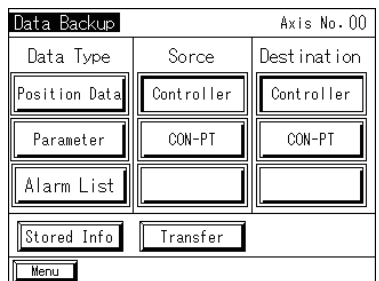 Data Backup Axis No. 00
Data Type Sorce Destination
Position Data Controller Controller
Parameter CON-PT CON-PT
Alarm List
Stored Info Transfer
Menu